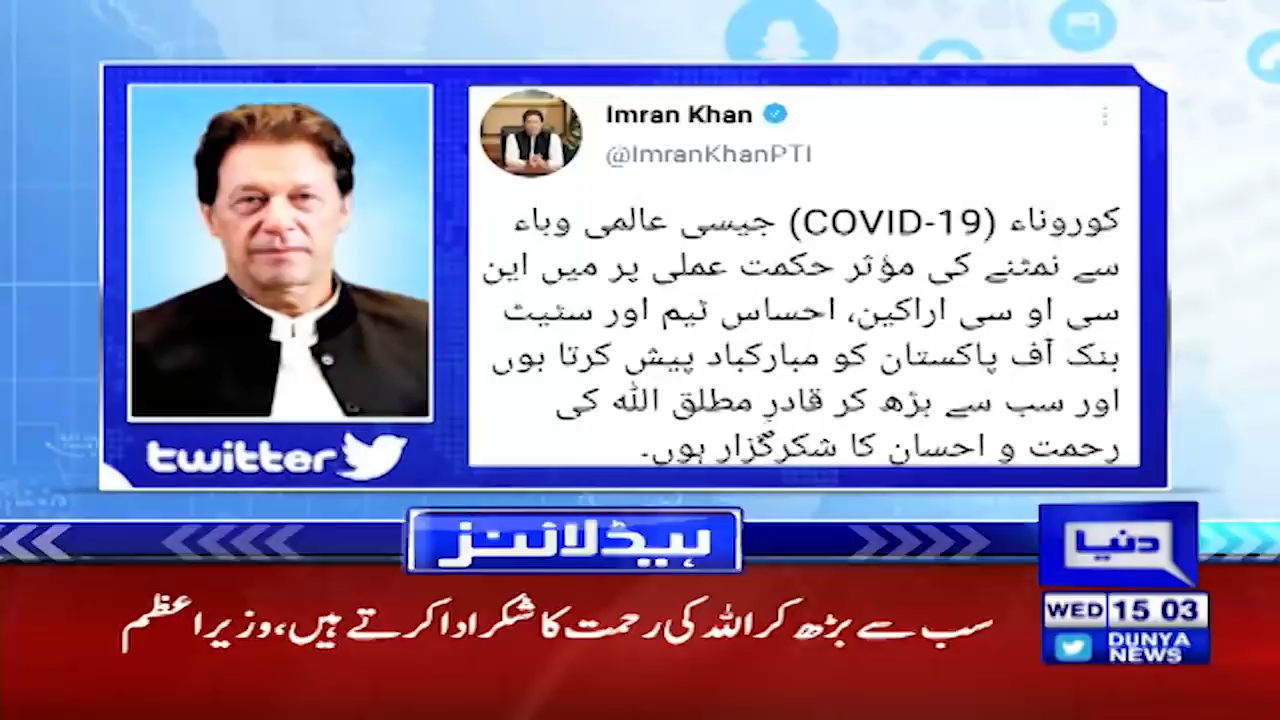 Imran Khan
@ImranKhanPTI
کوروناء (COVID-19) جیسی عالمی وباء
سے نمٹنے کی مؤثر حکمت عملی پر میں این
سی او سی اراکین، احساس ٹیم اور سٹیٹ
بنک آف پاکستان کو مبارکباد پیش کرتا ہوں
اور سب سے بڑھ کر قادرِ مطلق اللہ کی
رحمت و احسان کا شکرگزار ہوں۔
twitter
ہیڈلائنز
دنیا
سب سے بڑھ کر اللہ کی رحمت کا شکر ادا کرتے ہیں، وزیراعظم
WED 15 03
DUNYA
NEWS